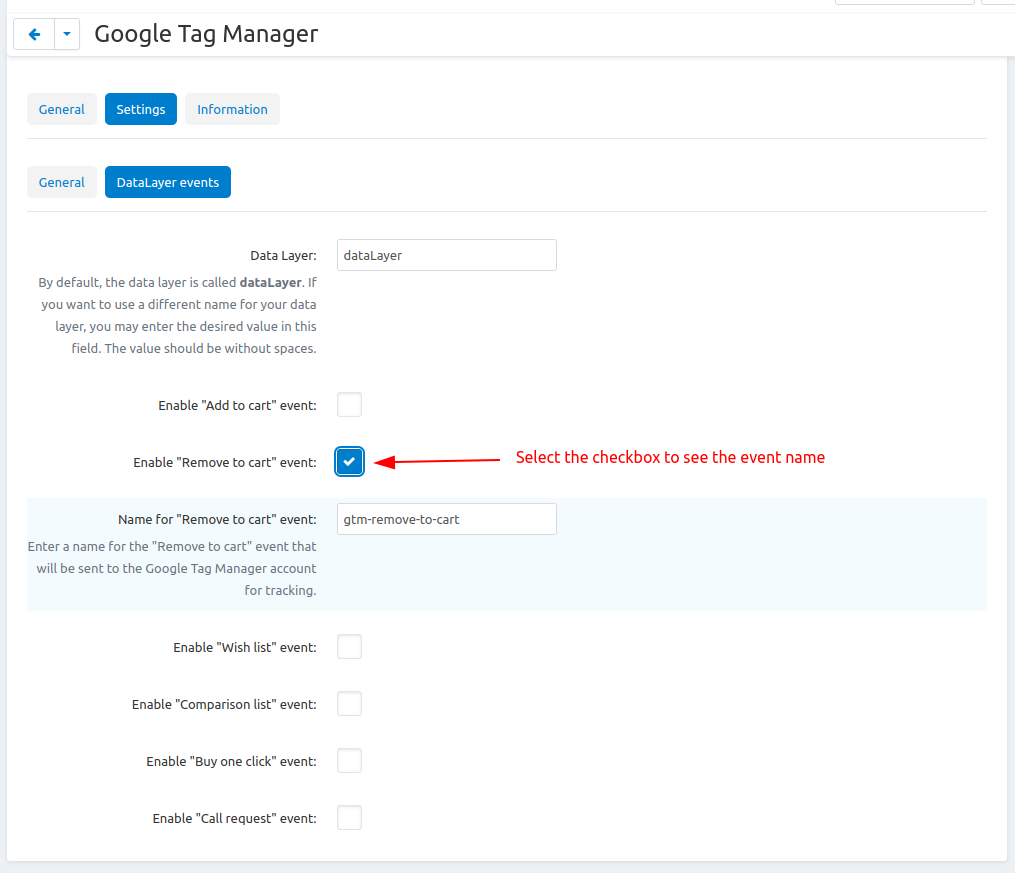 Google Tag Manager
General Settings Information
General DataLayer events
Data Layer: dataLayer
By default, the data layer is called dataLayer. If
you want to use a different name for your data
layer, you may enter the desired value in this
field. The value should be without spaces.
Enable "Add to cart" event:
Enable "Remove to cart" event: Select the checkbox to see the event name
Name for "Remove to cart" event: gtm-remove-to-cart
Enter a name for the "Remove to cart" event that
will be sent to the Google Tag Manager account
for tracking.
Enable "Wish list" event:
Enable "Comparison list" event:
Enable "Buy one click" event:
Enable "Call request" event: